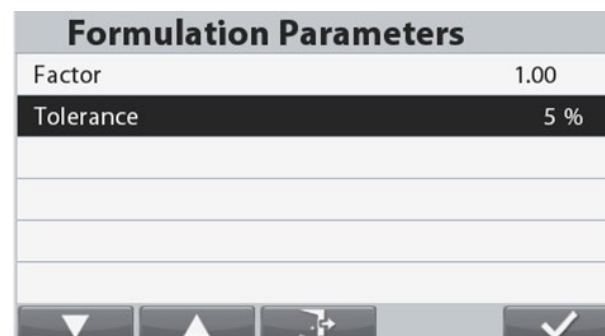 Formulation Parameters
Factor 1.00
Tolerance 5 %